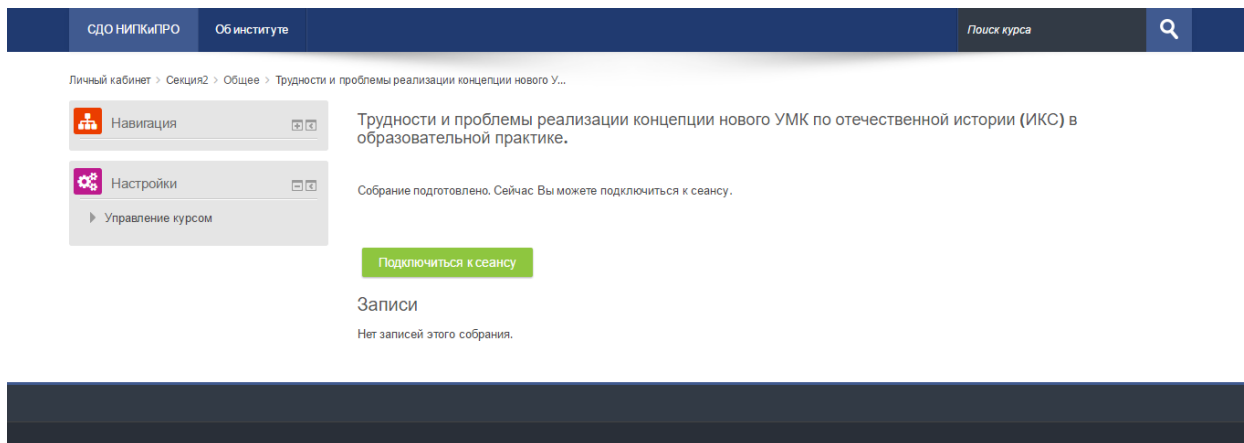 СДО НИПКиПРО Об институте Поиск курса
Личный кабинет > Секция2 > Общее > Трудности и проблемы реализации концепции нового У...
Навигация
Настройки
Управление курсом
Трудности и проблемы реализации концепции нового УМК по отечественной истории (ИКС) в
образовательной практике.
Собрание подготовлено. Сейчас Вы можете подключиться к сеансу.
Подключиться к сеансу
Записи
Нет записей этого собрания.